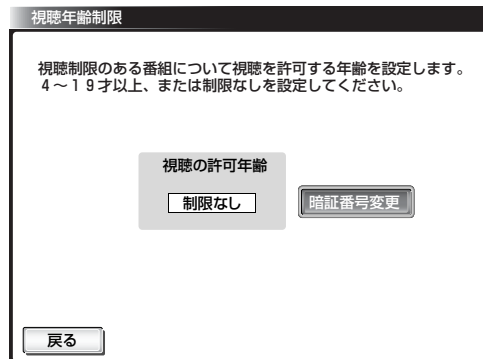 視聴年齢制限
視聴制限のある番組について視聴を許可する年齢を設定します。
4～19才以上、または制限なしを設定してください。
視聴の許可年齢
制限なし
暗証番号変更
戻る